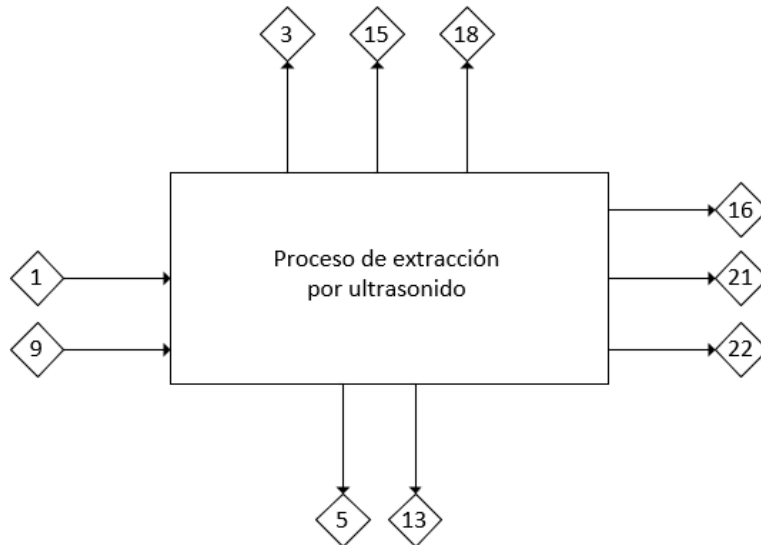 3 15 18
16
Proceso de extracción
1 21
por ultrasonido
9 22
5 13